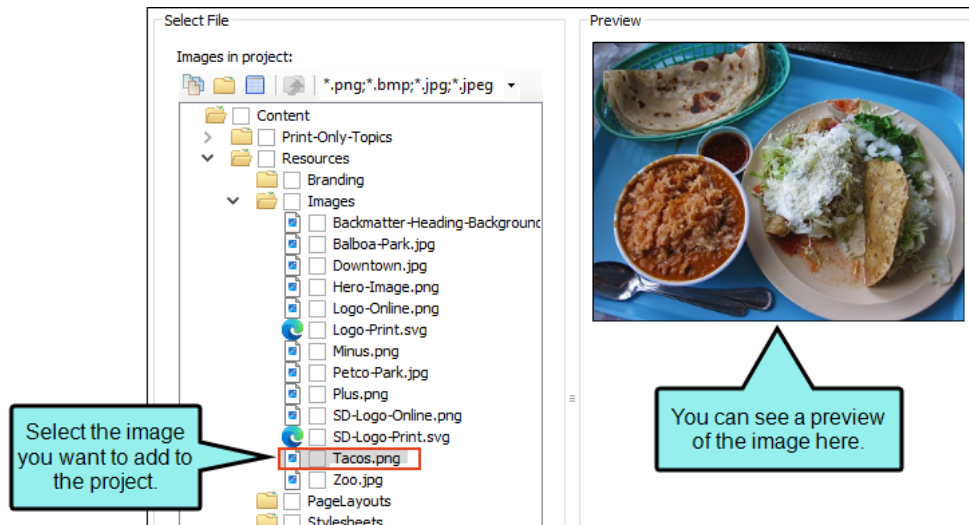 Select File
Images in project:
*.png;*.bmp;*.jpg;*.jpeg
Content
Print-Only-Topics
Resources
Branding
Images
Backmatter-Heading-Background
Balboa-Park.jpg
Downtown.jpg
Hero-Image.png
Logo-Online.png
Logo-Print.svg
Minus.png
Petco-Park.jpg
Plus.png
SD-Logo-Online.png
SD-Logo-Print.svg
Tacos.png
Zoo.jpg
PageLayouts
Stylesheets
Select the image
you want to add to
the project.
Preview
You can see a preview
of the image here.